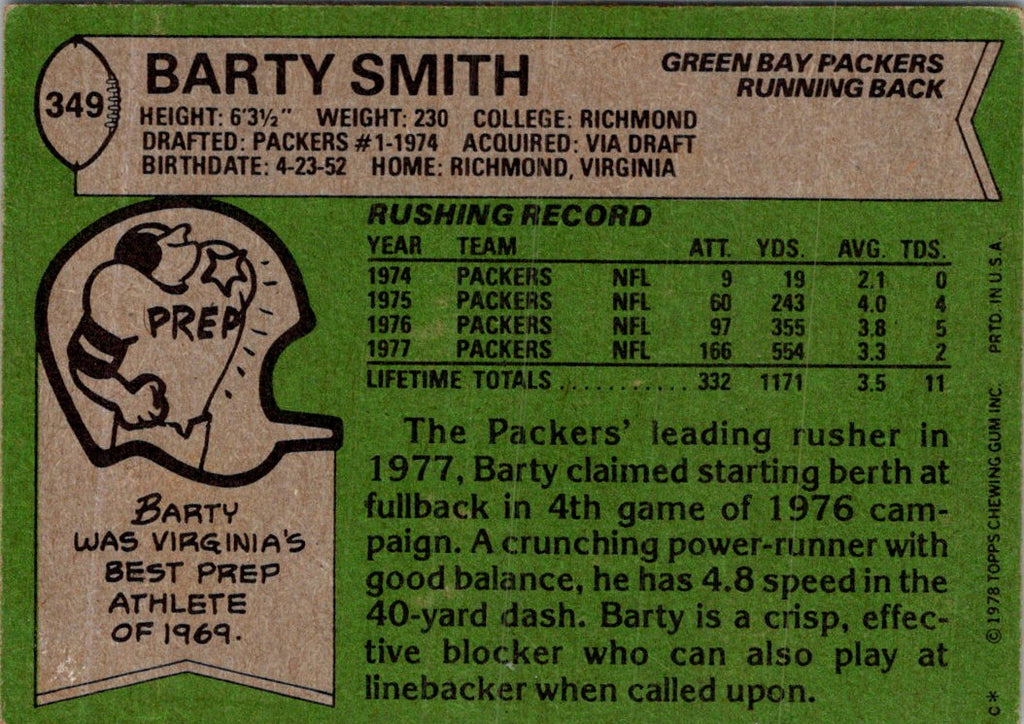 349
BARTY SMITH
GREEN BAY PACKERS
RUNNING BACK
HEIGHT: 6'3½" WEIGHT: 230 COLLEGE: RICHMOND
DRAFTED: PACKERS #1-1974 ACQUIRED: VIA DRAFT
BIRTHDATE: 4-23-52 HOME: RICHMOND, VIRGINIA
RUSHING RECORD
YEAR TEAM ATT. YDS. AVG. TDS.
1974 PACKERS NFL 9 19 2.1 0
1975 PACKERS NFL 60 243 4.0 4
1976 PACKERS NFL 97 355 3.8 5
1977 PACKERS NFL 166 554 3.3 2
LIFETIME TOTALS .......... 332 1171 3.5 11
PREP
BARTY
WAS VIRGINIA'S
BEST PREP
ATHLETE
OF 1969.
The Packers' leading rusher in
1977, Barty claimed starting berth at
fullback in 4th game of 1976 cam-
paign. A crunching power-runner with
good balance, he has 4.8 speed in the
40-yard dash. Barty is a crisp, effec-
tive blocker who can also play at
linebacker when called upon.
C* © 1978 TOPPS CHEWING GUM INC. PRTD. IN U.S.A.